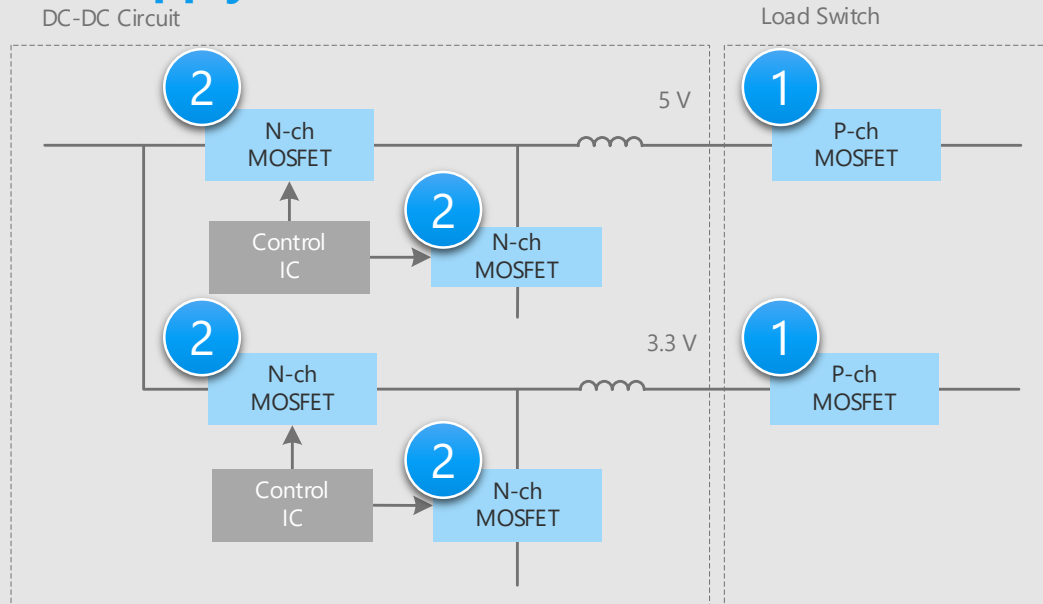 DC-DC Circuit
Load Switch
2
1
5 V
N-ch
MOSFET
P-ch
MOSFET
2
Control
IC
N-ch
MOSFET
2
1
3.3 V
N-ch
MOSFET
P-ch
MOSFET
2
Control
IC
N-ch
MOSFET